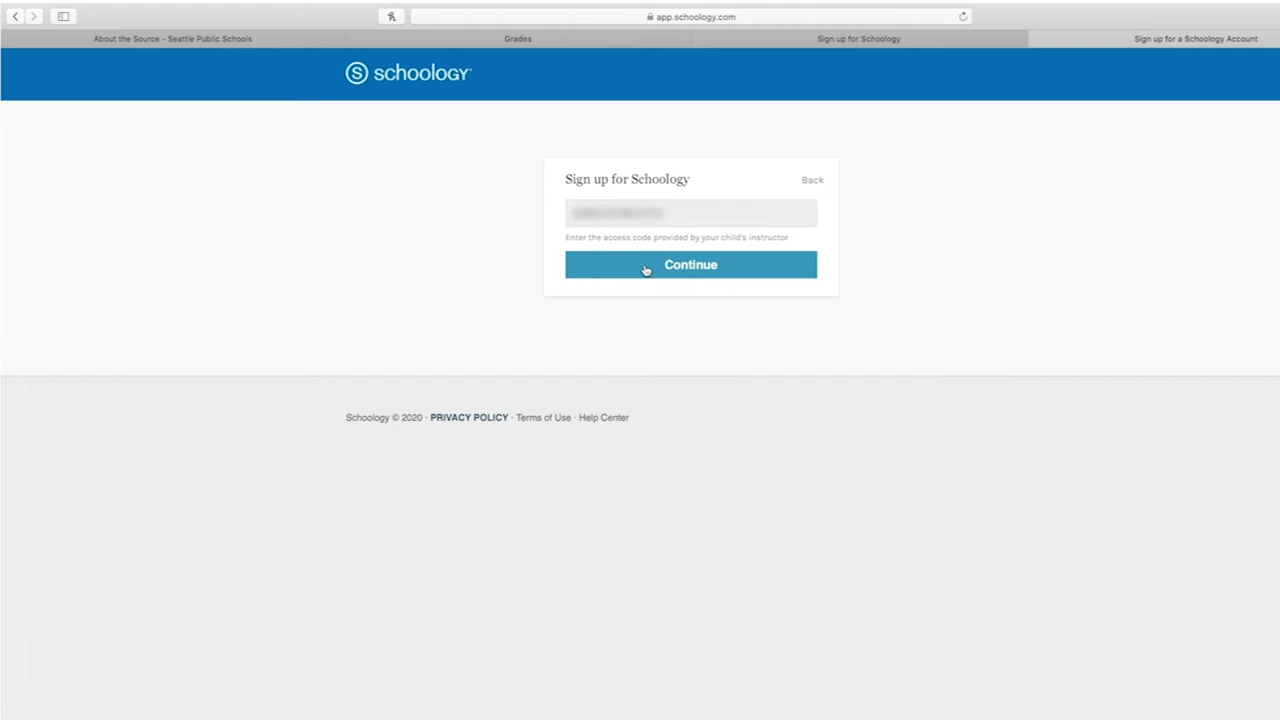 app.schoology.com
About the Source - Seattle Public Schools
Grades
Sign up for Schoology
Sign up for a Schoology Account
schoology
Sign up for Schoology
Back
Enter the access code provided by your child's instructor
Continue
Schoology © 2020 · PRIVACY POLICY · Terms of Use · Help Center